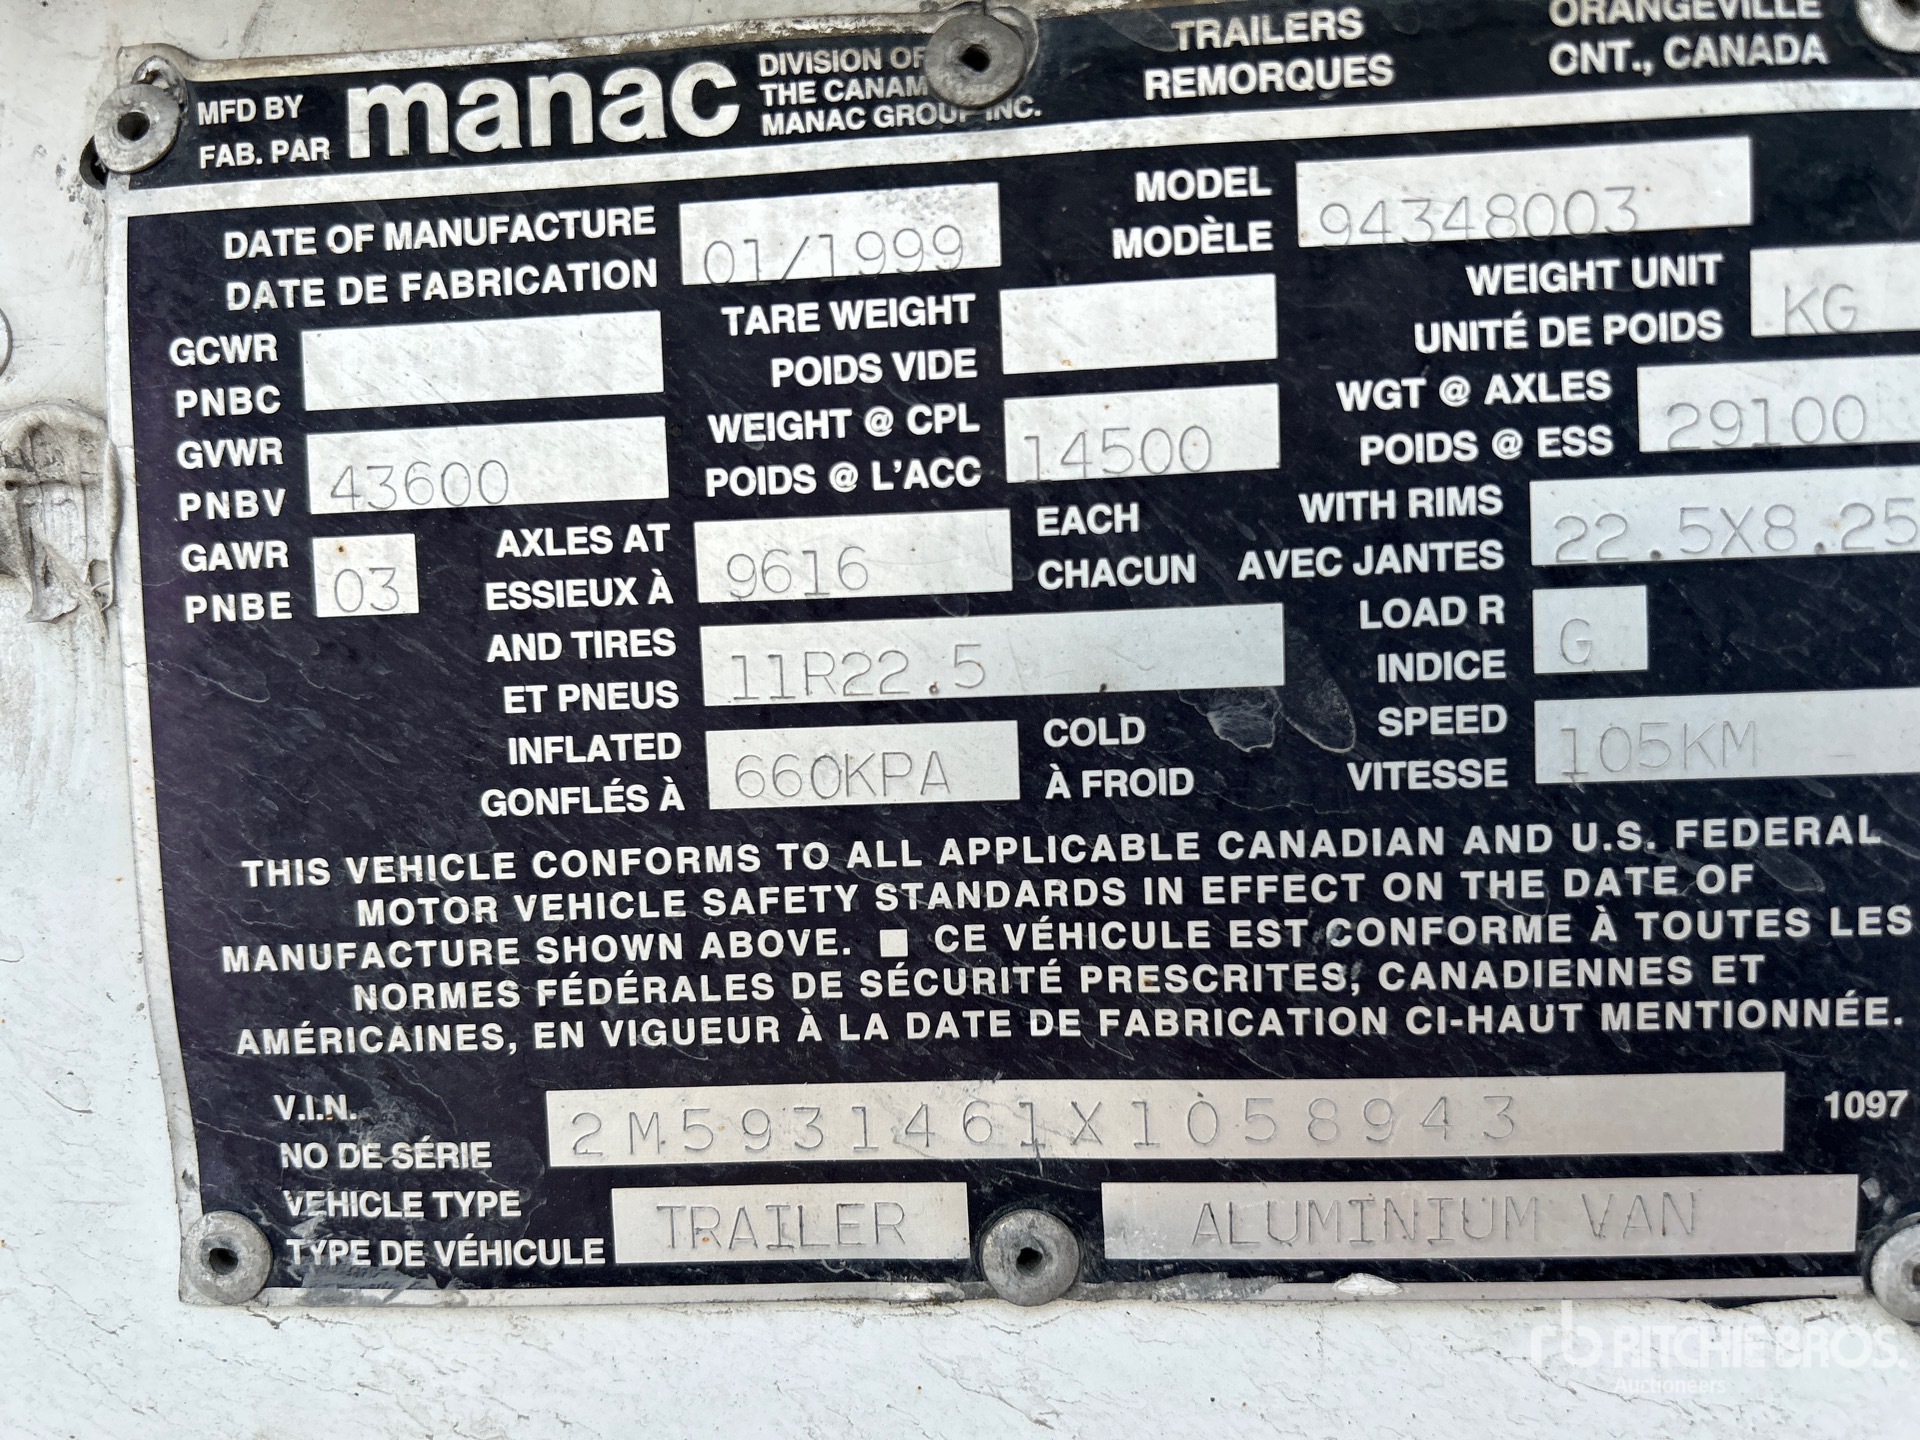 MFD BY manac DIVISION OF TRAILERS ORANGEVILLE
FAB. PAR THE CANAM REMORQUES ONT., CANADA
MANAC GROUP INC.
DATE OF MANUFACTURE 01/1999 MODEL 94348003
DATE DE FABRICATION MODÈLE
GCWR TARE WEIGHT WEIGHT UNIT KG
PNBC POIDS VIDE UNITÉ DE POIDS
GVWR 43600 WEIGHT @ CPL 14500 WGT @ AXLES 29100
PNBV POIDS @ L'ACC POIDS @ ESS
GAWR 03 AXLES AT 9616 EACH WITH RIMS 22.5X8.25
PNBE ESSIEUX À CHACUN AVEC JANTES
AND TIRES 11R22.5 LOAD R G
ET PNEUS INDICE
INFLATED 660KPA COLD SPEED 105KM
GONFLÉS À À FROID VITESSE
THIS VEHICLE CONFORMS TO ALL APPLICABLE CANADIAN AND U.S. FEDERAL
MOTOR VEHICLE SAFETY STANDARDS IN EFFECT ON THE DATE OF
MANUFACTURE SHOWN ABOVE. ■ CE VÉHICULE EST CONFORME À TOUTES LES
NORMES FÉDÉRALES DE SÉCURITÉ PRESCRITES, CANADIENNES ET
AMÉRICAINES, EN VIGUEUR À LA DATE DE FABRICATION CI-HAUT MENTIONNÉE.
V.I.N. 2M5931461X1058943 1097
NO DE SÉRIE
VEHICLE TYPE TRAILER ALUMINIUM VAN
TYPE DE VÉHICULE
rb RITCHIE BROS.
Auctioneers